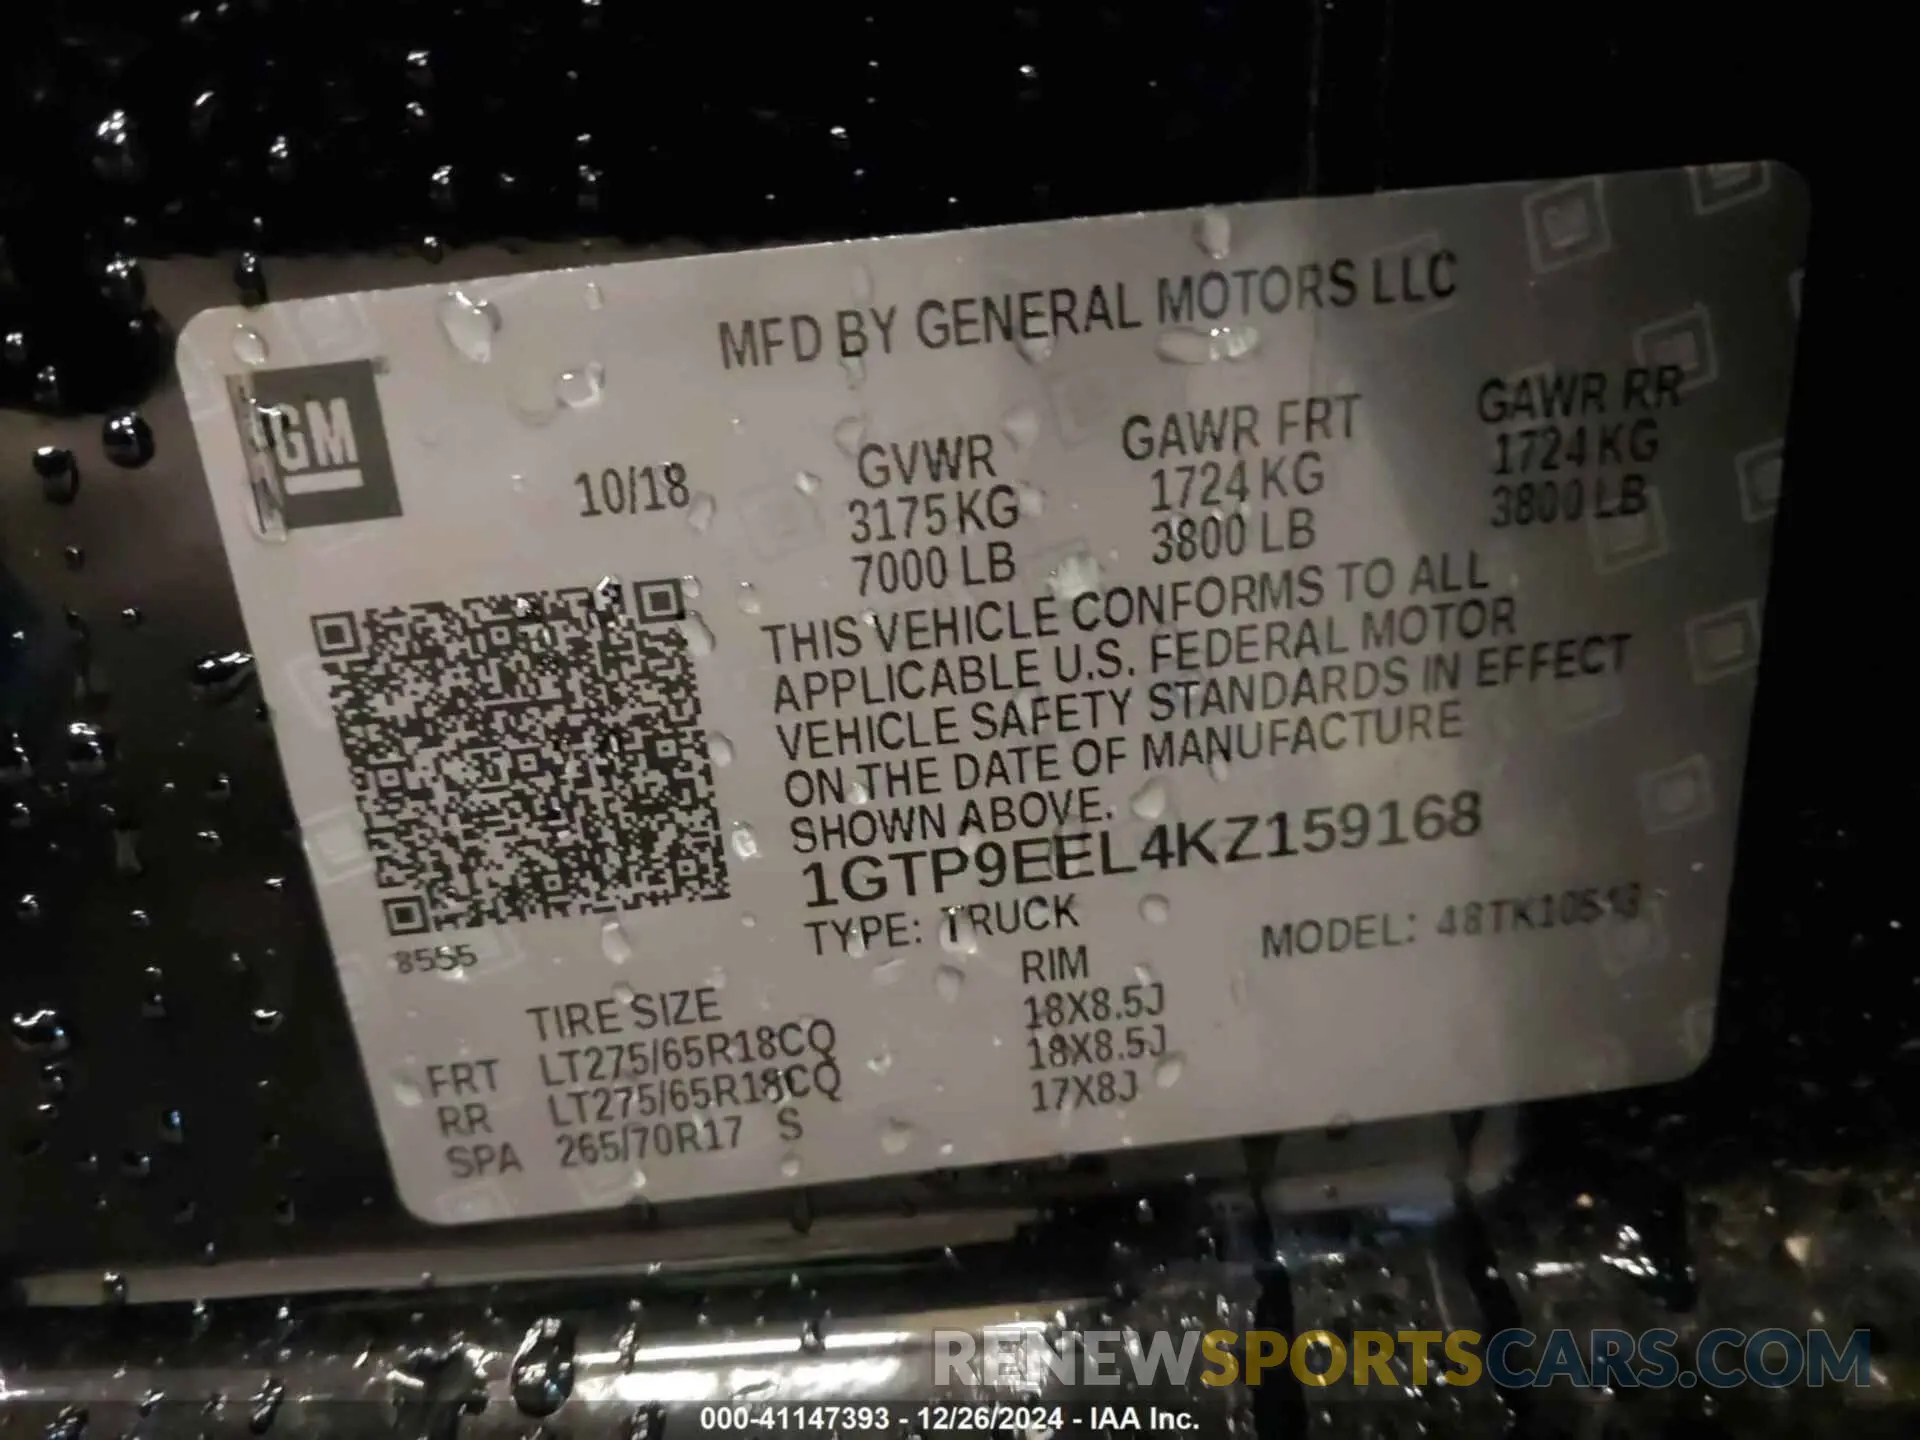 MFD BY GENERAL MOTORS LLC
GM
10/18
GVWR
3175 KG
7000 LB
GAWR FRT
1724 KG
3800 LB
GAWR RR
1724 KG
3800 LB
THIS VEHICLE CONFORMS TO ALL
APPLICABLE U.S. FEDERAL MOTOR
VEHICLE SAFETY STANDARDS IN EFFECT
ON THE DATE OF MANUFACTURE
SHOWN ABOVE.
1GTP9EEL4KZ159168
TYPE: TRUCK
MODEL:
8555
TIRE SIZE RIM
FRT LT275/65R18CQ 18X8.5J
RR LT275/65R18CQ 18X8.5J
SPA 265/70R17 S 17X8J
RENEWSPORTSCARS.COM
000-41147393 - 12/26/2024 - IAA Inc.